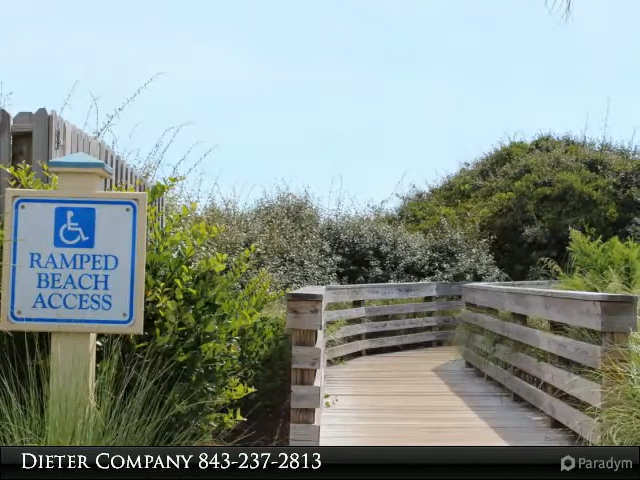 RAMPED
BEACH
ACCESS
Dieter Company 843-237-2813
Paradym